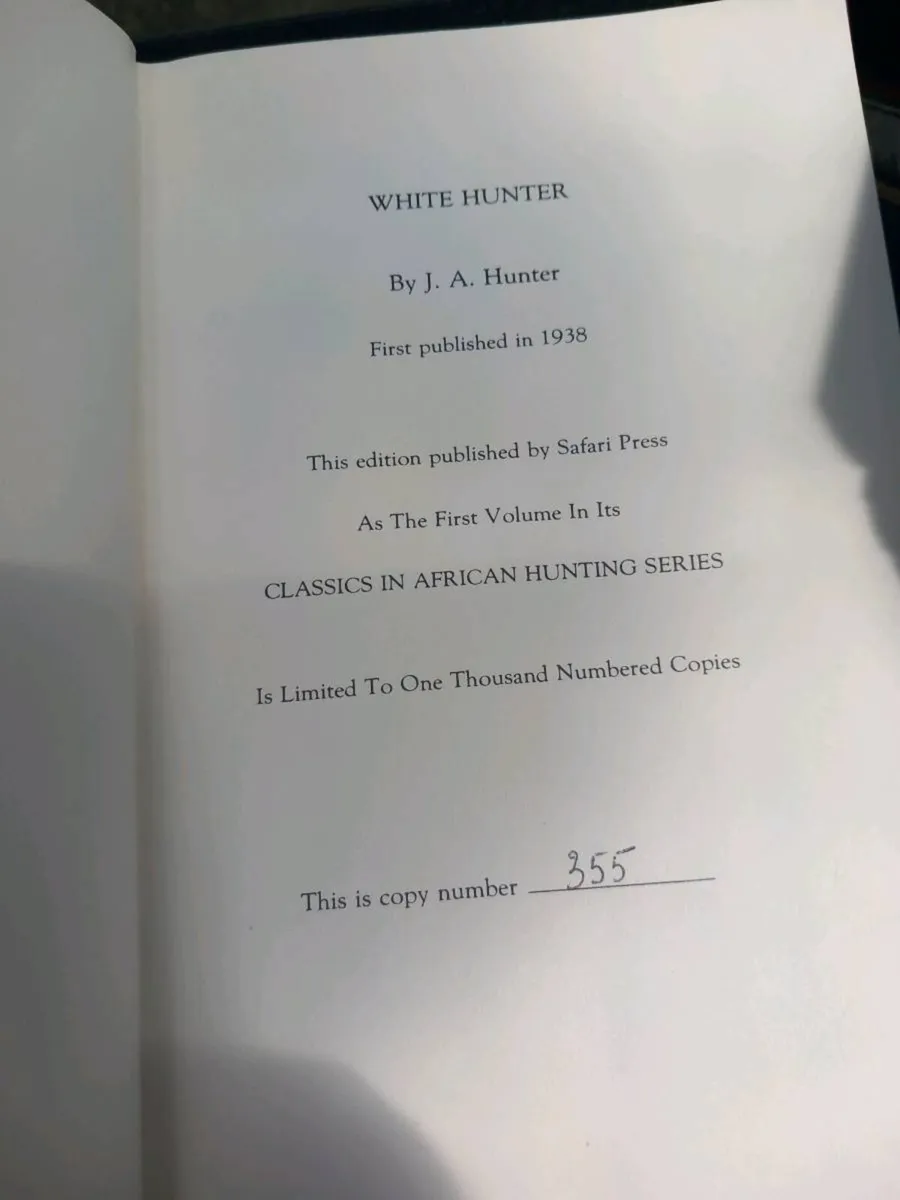 WHITE HUNTER
By J. A. Hunter
First published in 1938
This edition published by Safari Press
As The First Volume In Its
CLASSICS IN AFRICAN HUNTING SERIES
Is Limited To One Thousand Numbered Copies
This is copy number 355